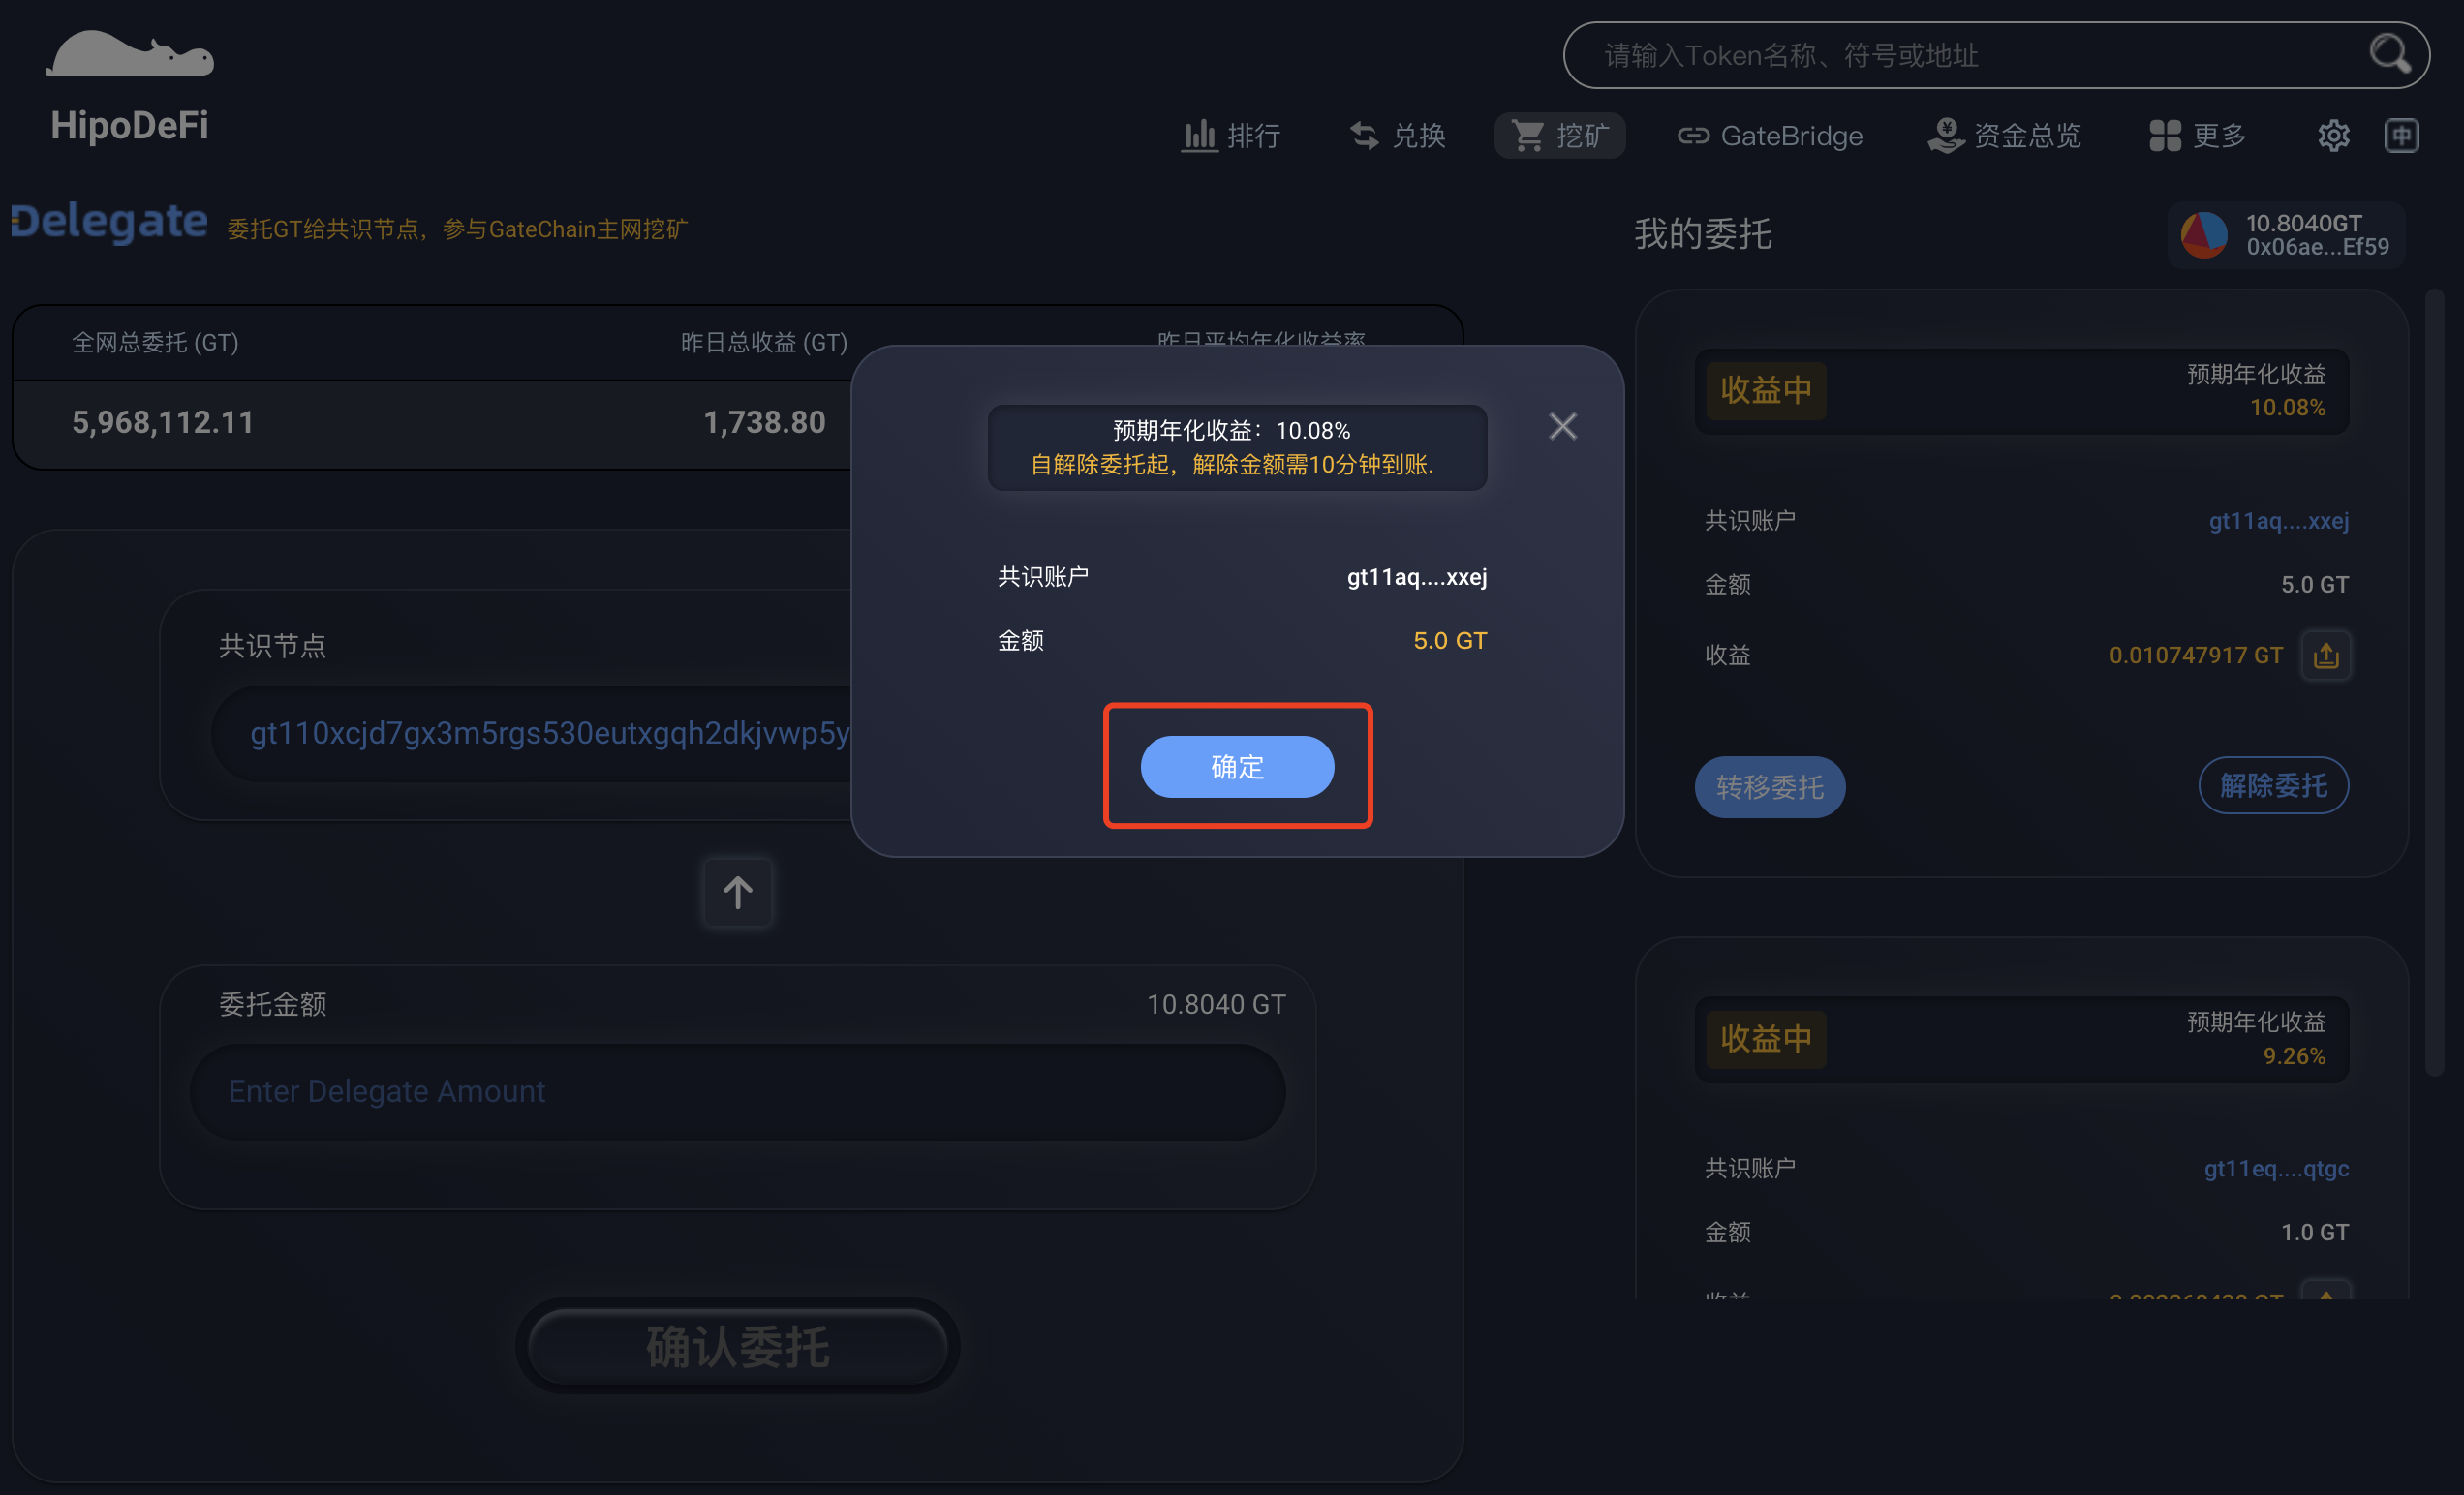 HipoDeFi
请输入Token名称、符号或地址
排行
兑换
挖矿
GateBridge
资金总览
更多
中
Delegate
委托GT给共识节点，参与GateChain主网挖矿
全网总委托 (GT)
昨日总收益 (GT)
昨日平均年化收益率
5,968,112.11
1,738.80
共识节点
gt110xcjd7gx3m5rgs530eutxgqh2dkjvwp5y
委托金额
10.8040 GT
Enter Delegate Amount
确认委托
预期年化收益：10.08%
自解除委托起，解除金额需10分钟到账.
共识账户
gt11aq....xxej
金额
5.0 GT
确定
我的委托
10.8040GT
0x06ae...Ef59
收益中
预期年化收益
10.08%
共识账户
gt11aq....xxej
金额
5.0 GT
收益
0.010747917 GT
转移委托
解除委托
收益中
预期年化收益
9.26%
共识账户
gt11eq....qtgc
金额
1.0 GT
收益